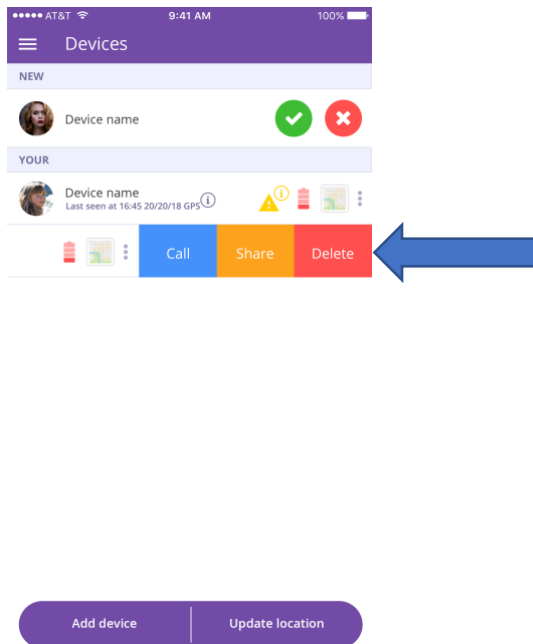 AT&T 9:41 AM 100%
Devices
NEW
Device name
YOUR
Device name
Last seen at 16:45 20/20/18 GPS
Call Share Delete
Add device Update location